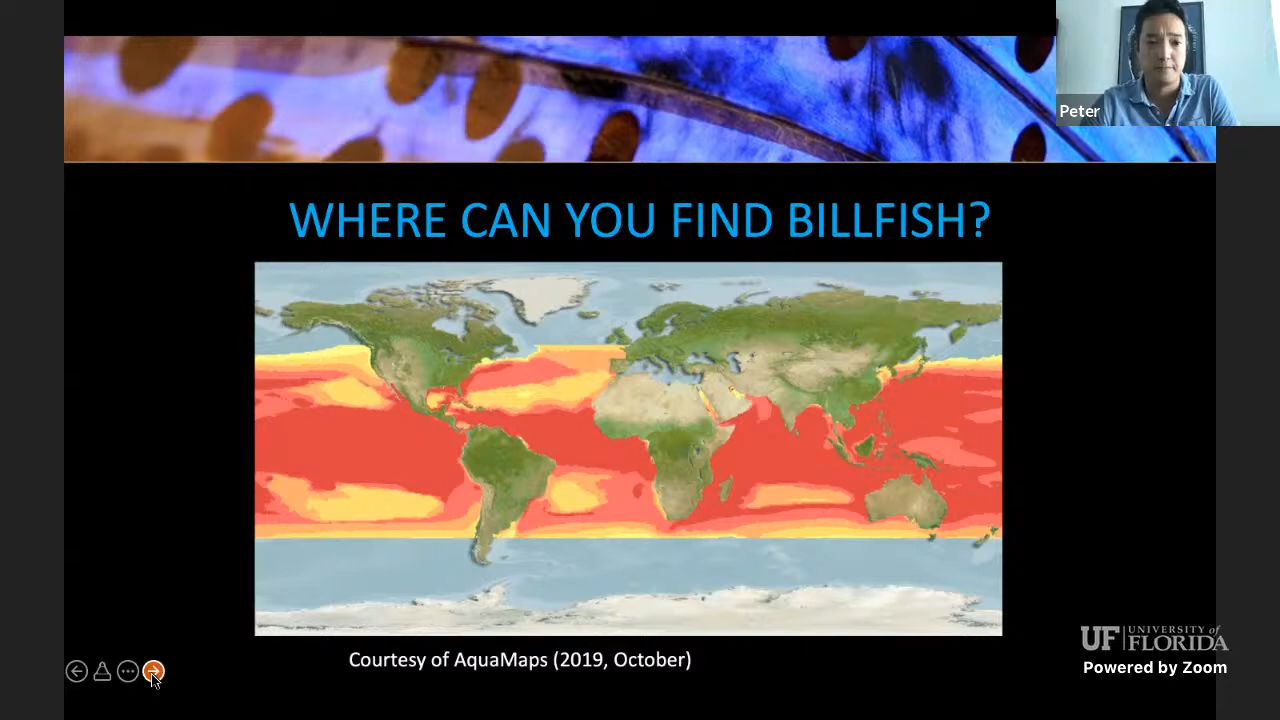 Peter
WHERE CAN YOU FIND BILLFISH?
Courtesy of AquaMaps (2019, October)
UF UNIVERSITY of
FLORIDA
Powered by Zoom